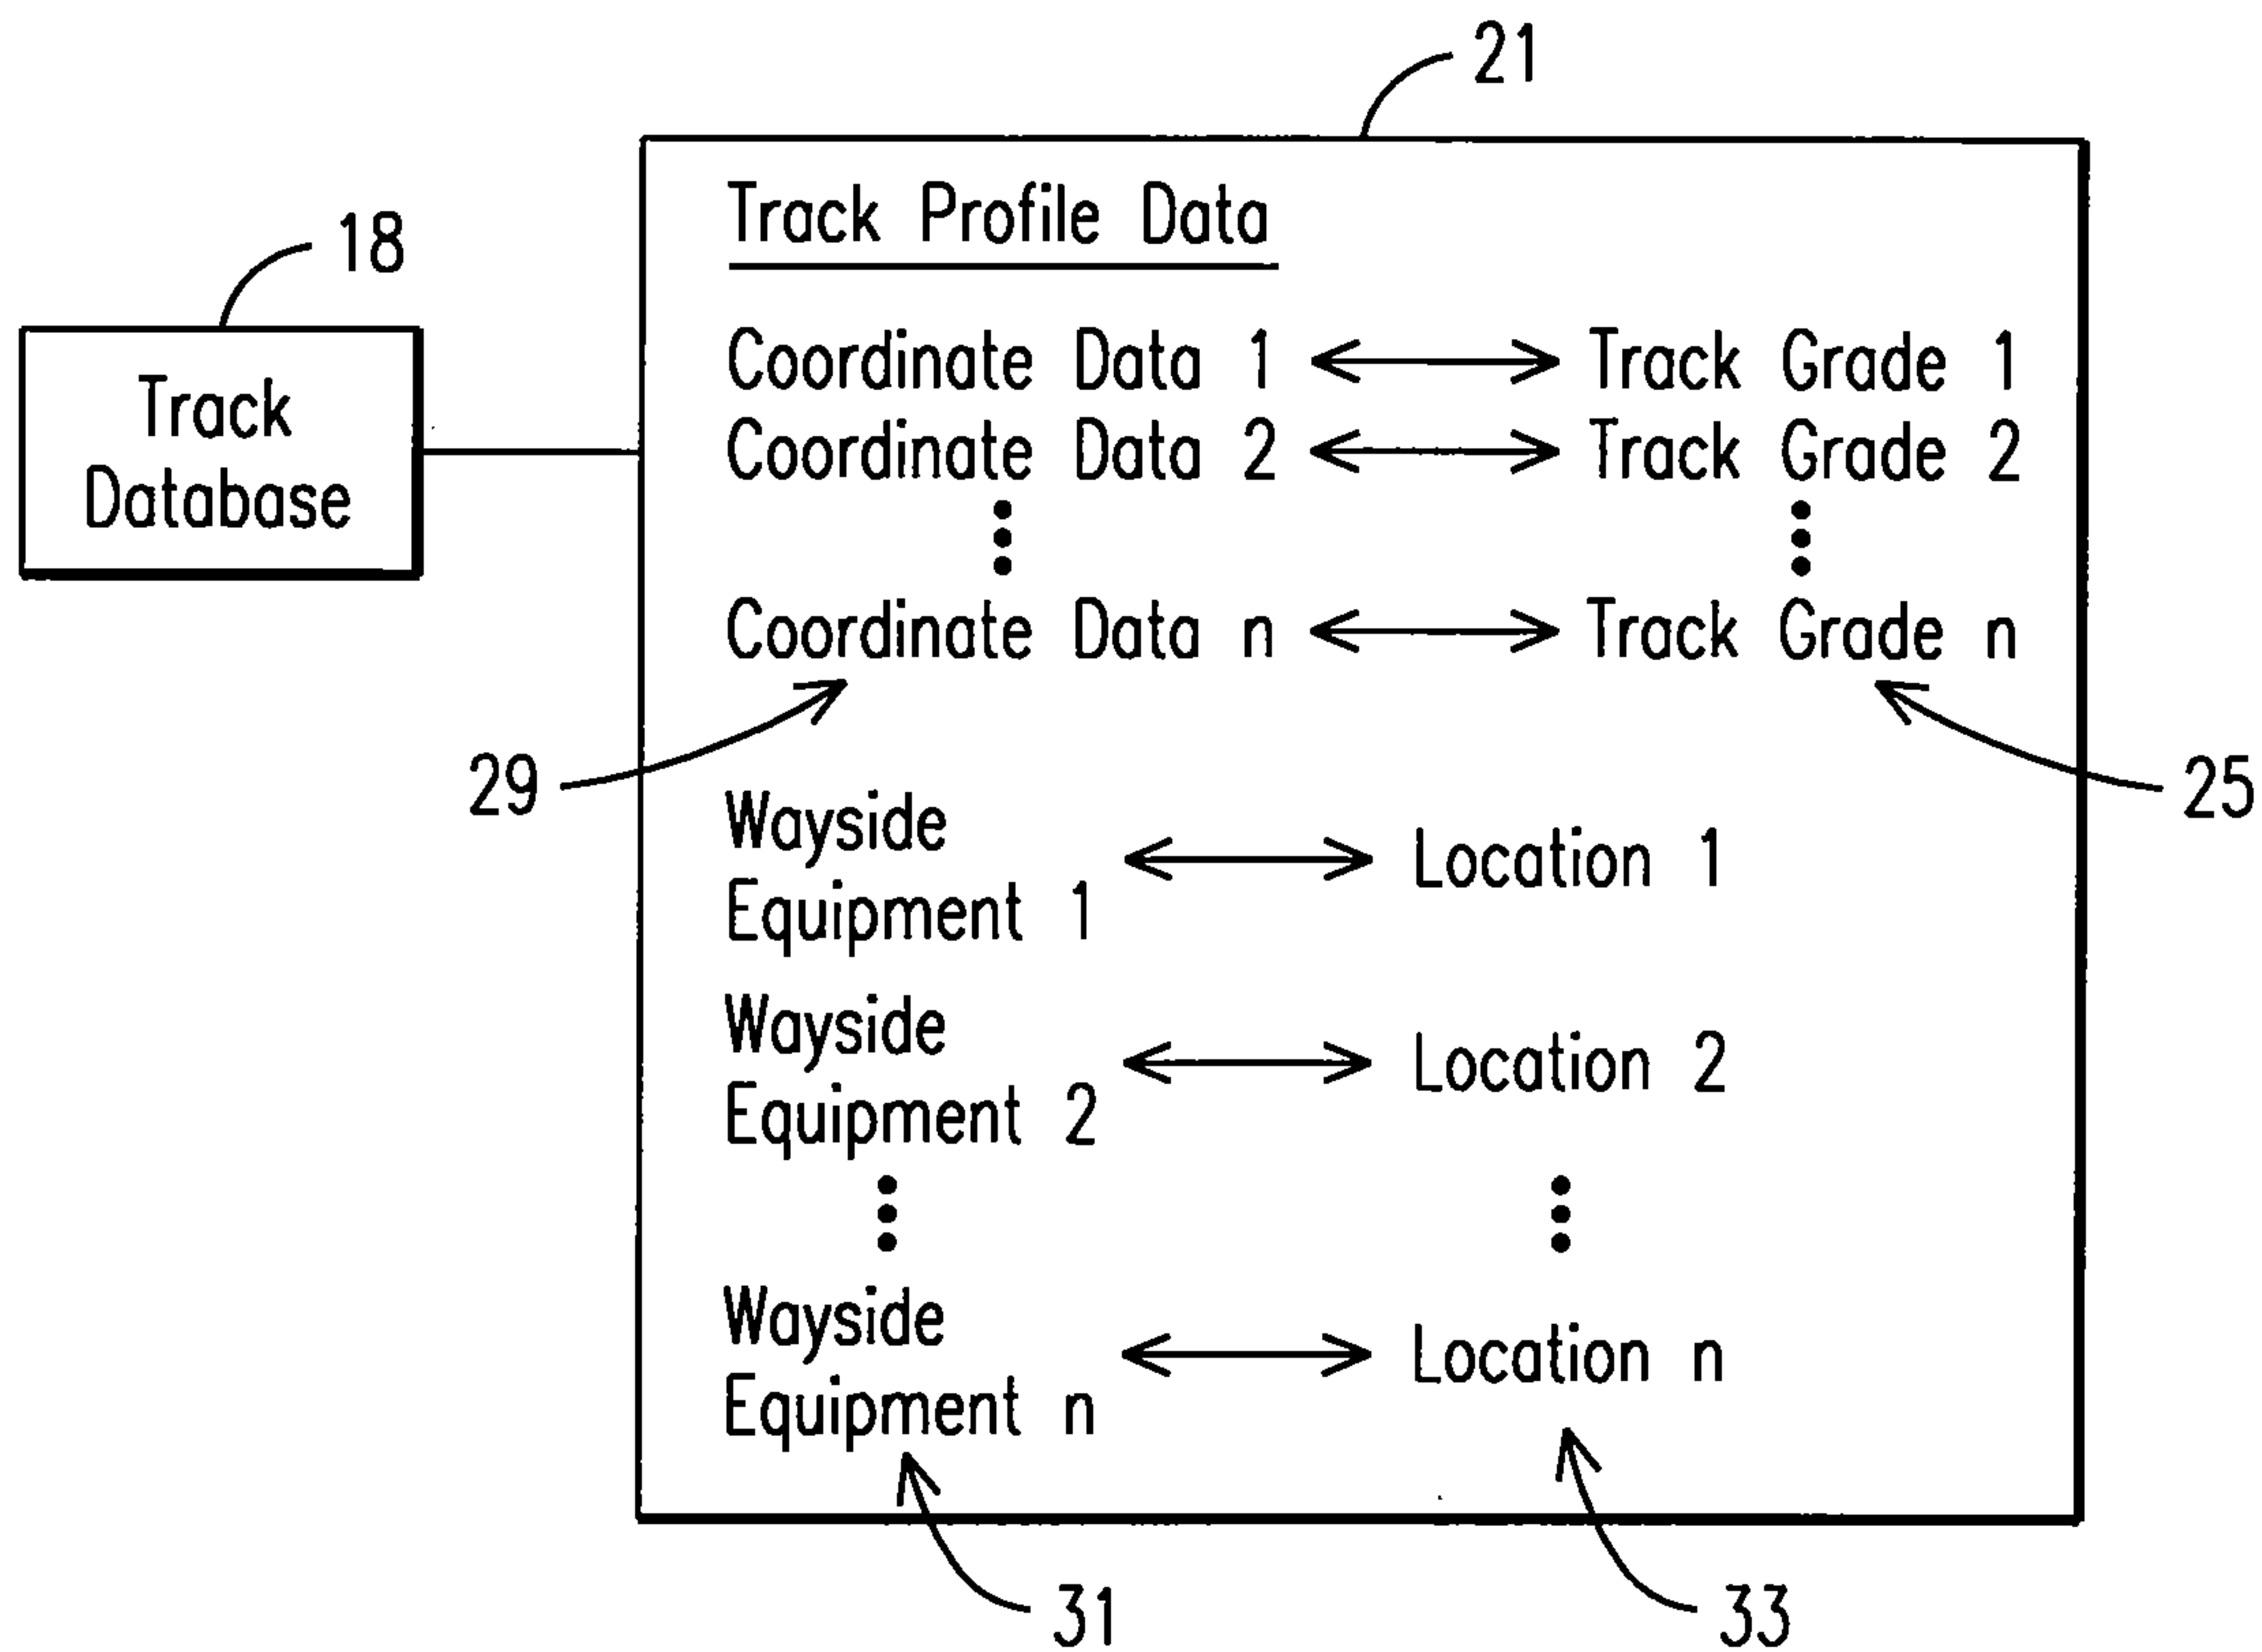 21
18
Track Profile Data
Track
Database
Coordinate Data 1 Track Grade 1
Coordinate Data 2 Track Grade 2
Coordinate Data n Track Grade n
29
25
Wayside
Equipment 1
Location 1
Wayside
Equipment 2
Location 2
Wayside
Equipment n
Location n
31
33